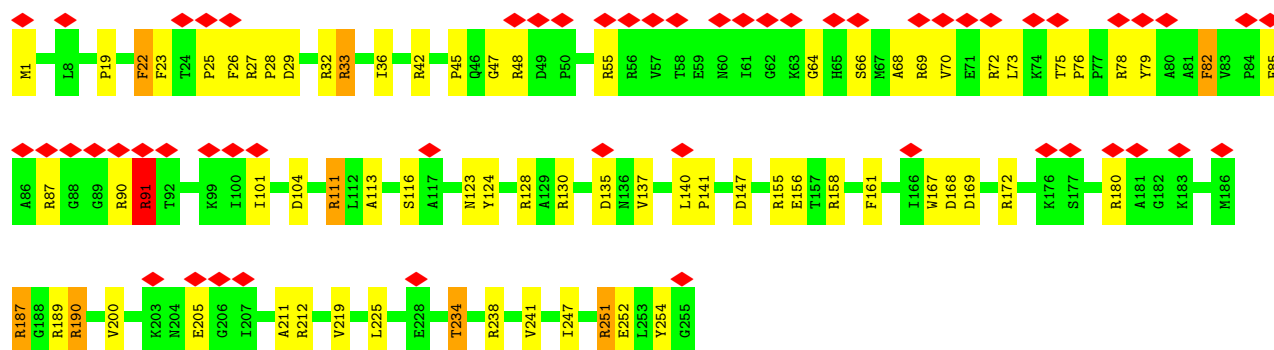 M1 L8 P19 F22 F23 T24 P25 F26 R27 P28 D29 R32 R33 I36 R42 P45 Q46 G47 R48 D49 P50 R55 R56 V57 T58 E59 N60 I61 G62 K63 G64 H65 S66 M67 A68 R69 V70 E71 R72 L73 K74 T75 P76 P77 R78 Y79 A80 A81 F82 V83 P84 F85
A86 R87 G88 G89 R90 R91 T92 K99 I100 I101 D104 R111 L112 A113 S116 A117 N123 Y124 R128 A129 R130 D135 N136 V137 L140 P141 D147 R155 E156 T157 R158 F161 I166 W167 D168 D169 R172 K176 S177 R180 A181 G182 K183 M186
R187 G188 R189 R190 V200 K203 N204 E205 G206 I207 A211 R212 V219 L225 E228 T234 R238 V241 I247 R251 E252 L253 Y254 G255